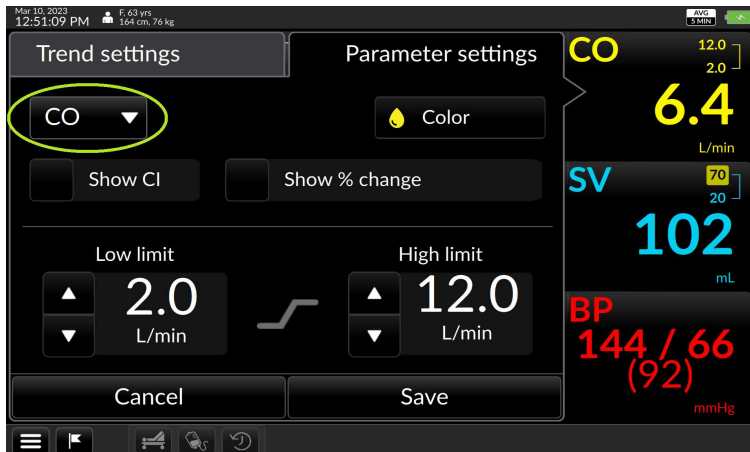 Mar 10, 2023
12:51:09 PM
F, 63 yrs
164 cm, 76 kg
AVG
5 MIN
Trend settings
Parameter settings
CO
Color
Show CI
Show % change
Low limit
High limit
2.0
L/min
12.0
L/min
Cancel
Save
CO
12.0
2.0
6.4
L/min
SV
70
20
102
mL
BP
144 / 66
(92)
mmHg